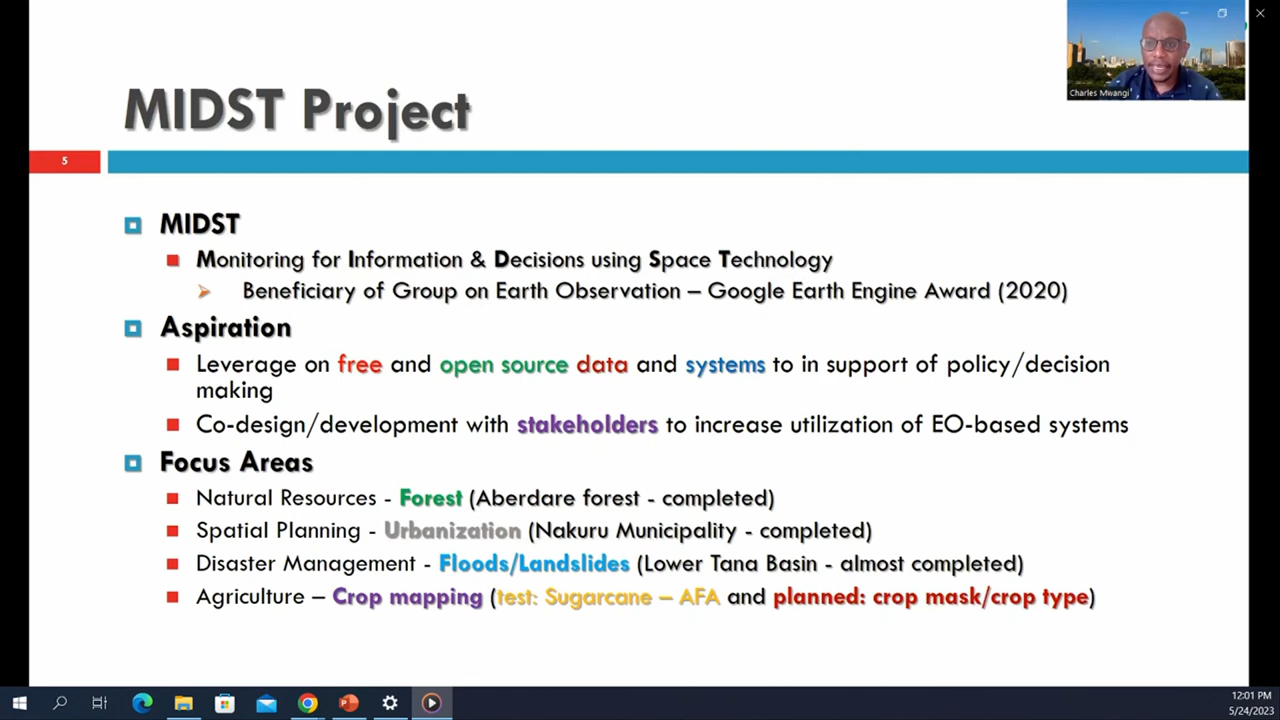 Charles Mwangi
MIDST Project
5
MIDST
Monitoring for Information & Decisions using Space Technology
Beneficiary of Group on Earth Observation – Google Earth Engine Award (2020)
Aspiration
Leverage on free and open source data and systems to in support of policy/decision
making
Co-design/development with stakeholders to increase utilization of EO-based systems
Focus Areas
Natural Resources - Forest (Aberdare forest - completed)
Spatial Planning - Urbanization (Nakuru Municipality - completed)
Disaster Management - Floods/Landslides (Lower Tana Basin - almost completed)
Agriculture – Crop mapping (test: Sugarcane – AFA and planned: crop mask/crop type)
12:01 PM
5/24/2023